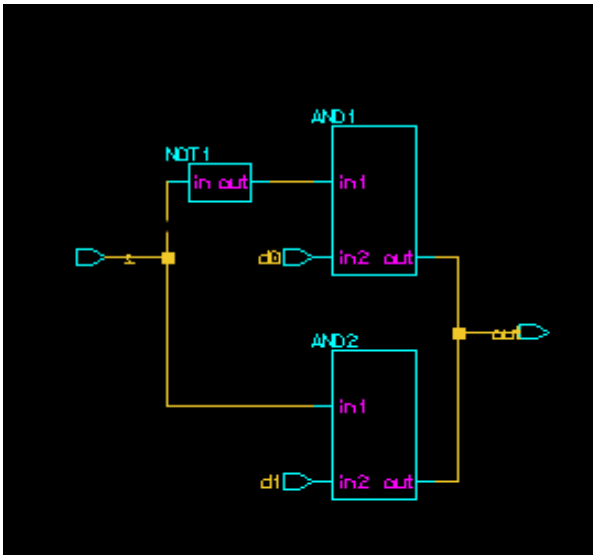 AND1
NOT1
in out
in1
s
d0
in2 out
AND2
out
in1
d1
in2 out